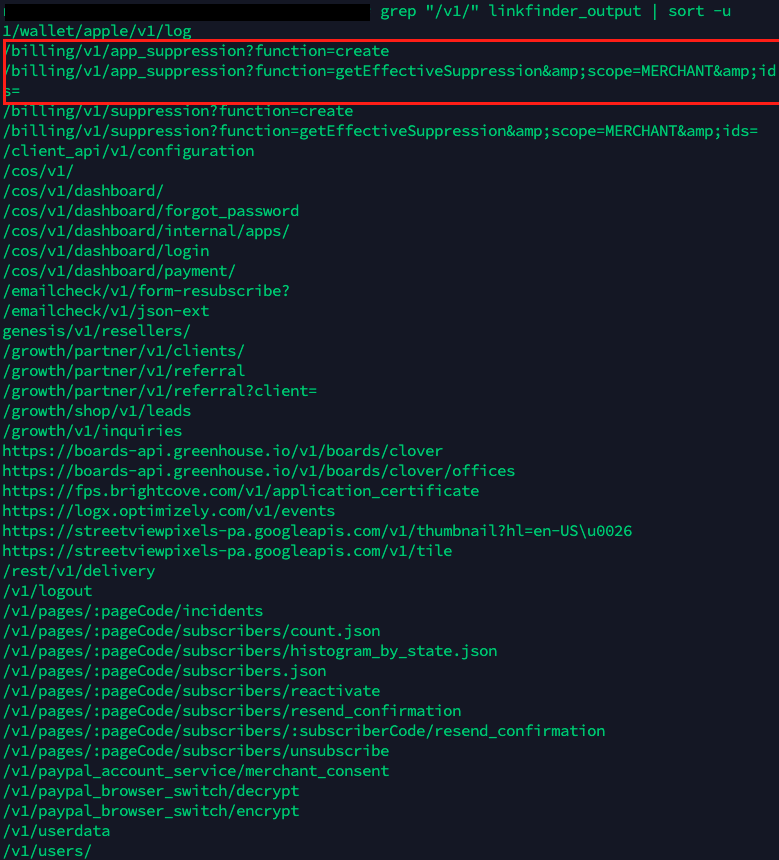 grep "/v1/" linkfinder_output | sort -u
1/wallet/apple/v1/log
/billing/v1/app_suppression?function=create
/billing/v1/app_suppression?function=getEffectiveSuppression&amp;scope=MERCHANT&amp;id
s=
/billing/v1/suppression?function=create
/billing/v1/suppression?function=getEffectiveSuppression&amp;scope=MERCHANT&amp;ids=
/client_api/v1/configuration
/cos/v1/
/cos/v1/dashboard/
/cos/v1/dashboard/forgot_password
/cos/v1/dashboard/internal/apps/
/cos/v1/dashboard/login
/cos/v1/dashboard/payment/
/emailcheck/v1/form-resubscribe?
/emailcheck/v1/json-ext
genesis/v1/resellers/
/growth/partner/v1/clients/
/growth/partner/v1/referral
/growth/partner/v1/referral?client=
/growth/shop/v1/leads
/growth/v1/inquiries
https://boards-api.greenhouse.io/v1/boards/clover
https://boards-api.greenhouse.io/v1/boards/clover/offices
https://fps.brightcove.com/v1/application_certificate
https://logx.optimizely.com/v1/events
https://streetviewpixels-pa.googleapis.com/v1/thumbnail?hl=en-US\u0026
https://streetviewpixels-pa.googleapis.com/v1/tile
/rest/v1/delivery
/v1/logout
/v1/pages/:pageCode/incidents
/v1/pages/:pageCode/subscribers/count.json
/v1/pages/:pageCode/subscribers/histogram_by_state.json
/v1/pages/:pageCode/subscribers.json
/v1/pages/:pageCode/subscribers/reactivate
/v1/pages/:pageCode/subscribers/resend_confirmation
/v1/pages/:pageCode/subscribers/:subscriberCode/resend_confirmation
/v1/pages/:pageCode/subscribers/unsubscribe
/v1/paypal_account_service/merchant_consent
/v1/paypal_browser_switch/decrypt
/v1/paypal_browser_switch/encrypt
/v1/userdata
/v1/users/